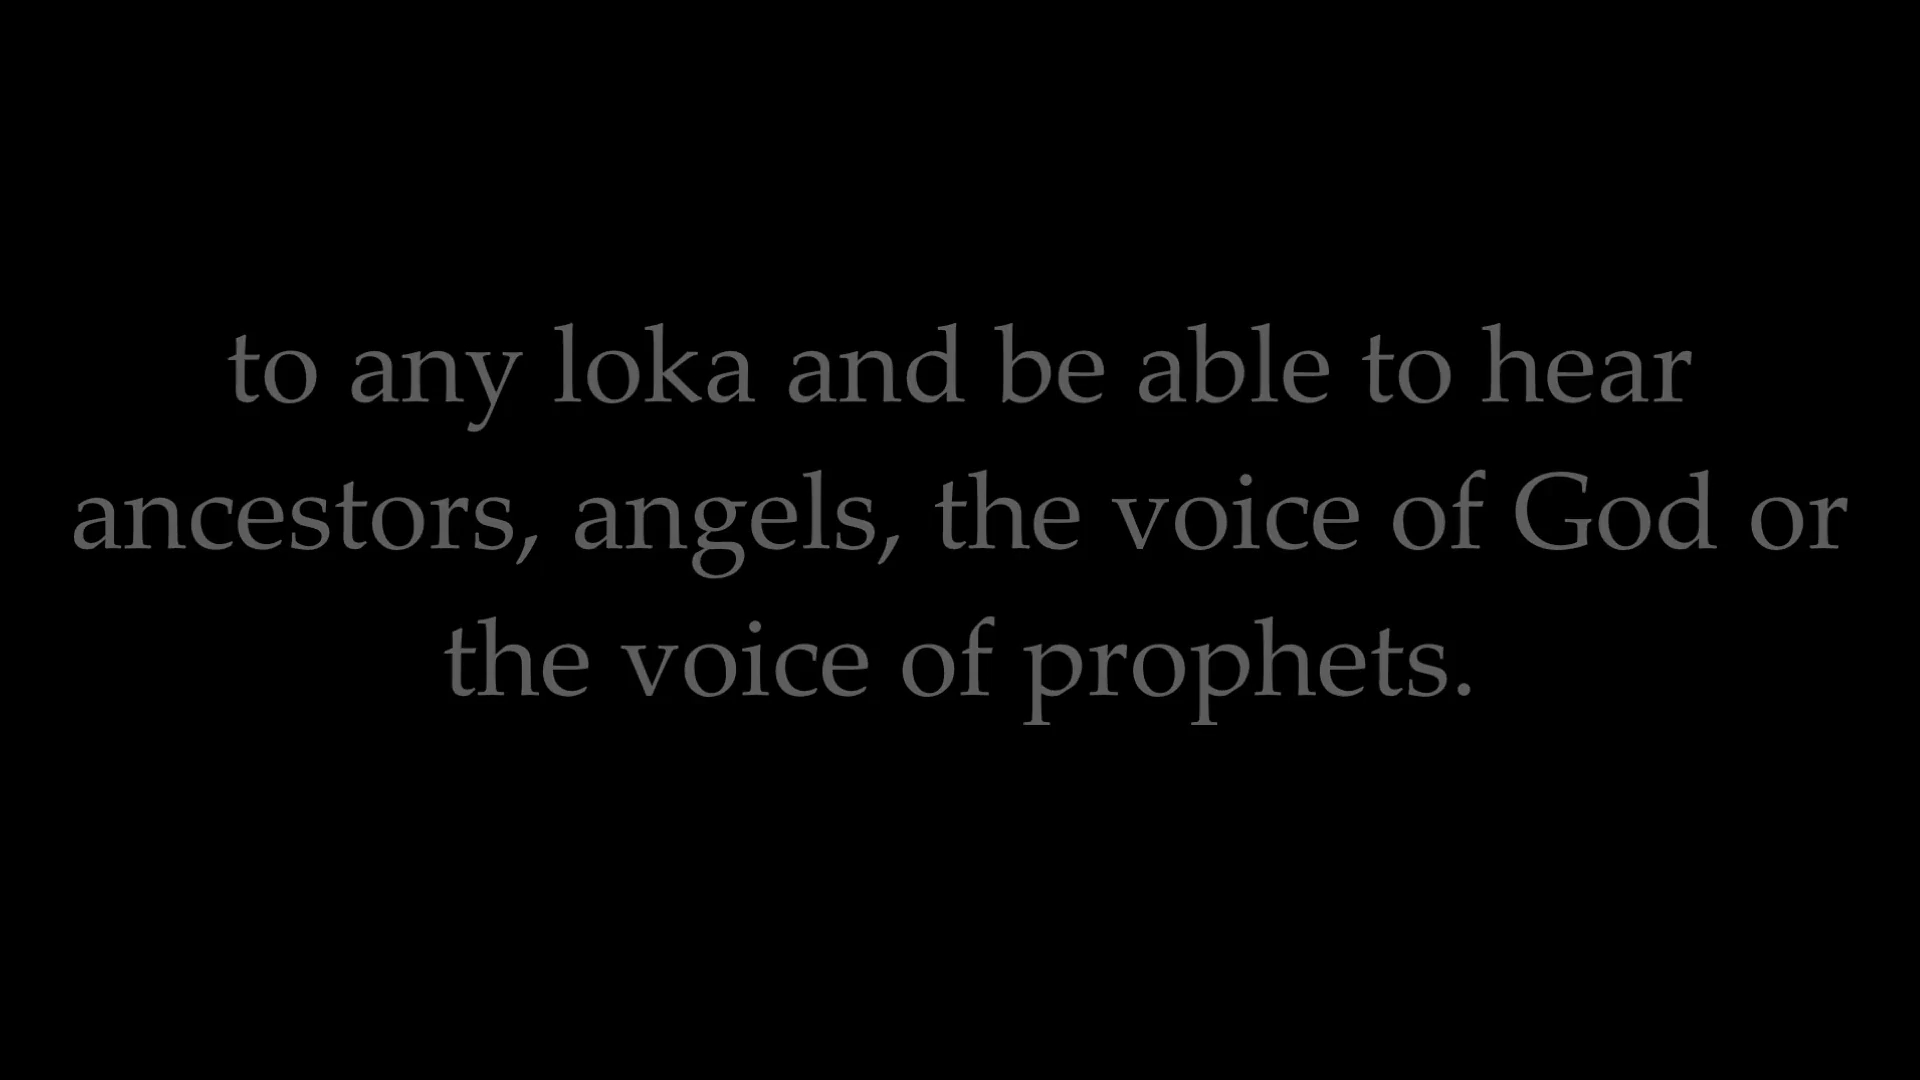 to any loka and be able to hear
ancestors, angels, the voice of God or
the voice of prophets.